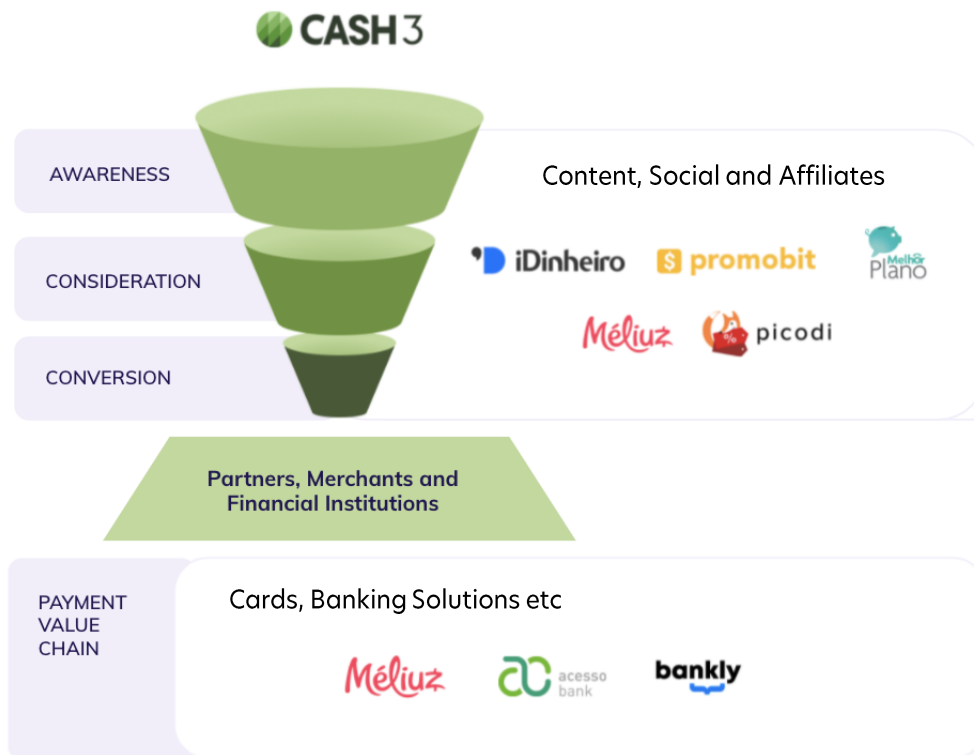 CASH3
AWARENESS
Content, Social and Affiliates
CONSIDERATION
iDinheiro
promobit
Melhor
Plano
Méliuz
%
picodi
CONVERSION
Partners, Merchants and
Financial Institutions
PAYMENT
VALUE
CHAIN
Cards, Banking Solutions etc
Méliuz
acesso
bank
bankly